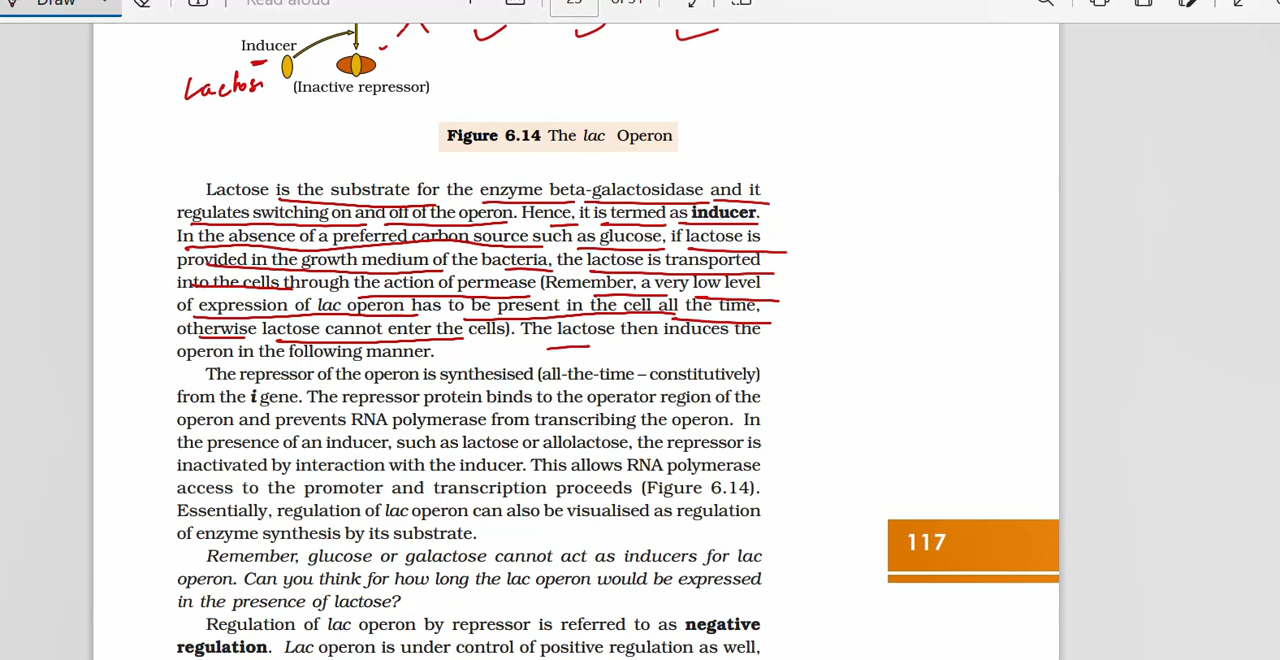 Draw
Read aloud
of 31
Inducer
Lactose
(Inactive repressor)
Figure 6.14 The lac Operon
Lactose is the substrate for the enzyme beta-galactosidase and it
regulates switching on and off of the operon. Hence, it is termed as inducer.
In the absence of a preferred carbon source such as glucose, if lactose is
provided in the growth medium of the bacteria, the lactose is transported
into the cells through the action of permease (Remember, a very low level
of expression of lac operon has to be present in the cell all the time,
otherwise lactose cannot enter the cells). The lactose then induces the
operon in the following manner.
The repressor of the operon is synthesised (all-the-time – constitutively)
from the i gene. The repressor protein binds to the operator region of the
operon and prevents RNA polymerase from transcribing the operon. In
the presence of an inducer, such as lactose or allolactose, the repressor is
inactivated by interaction with the inducer. This allows RNA polymerase
access to the promoter and transcription proceeds (Figure 6.14).
Essentially, regulation of lac operon can also be visualised as regulation
of enzyme synthesis by its substrate.
Remember, glucose or galactose cannot act as inducers for lac
operon. Can you think for how long the lac operon would be expressed
in the presence of lactose?
117
Regulation of lac operon by repressor is referred to as negative
regulation. Lac operon is under control of positive regulation as well,